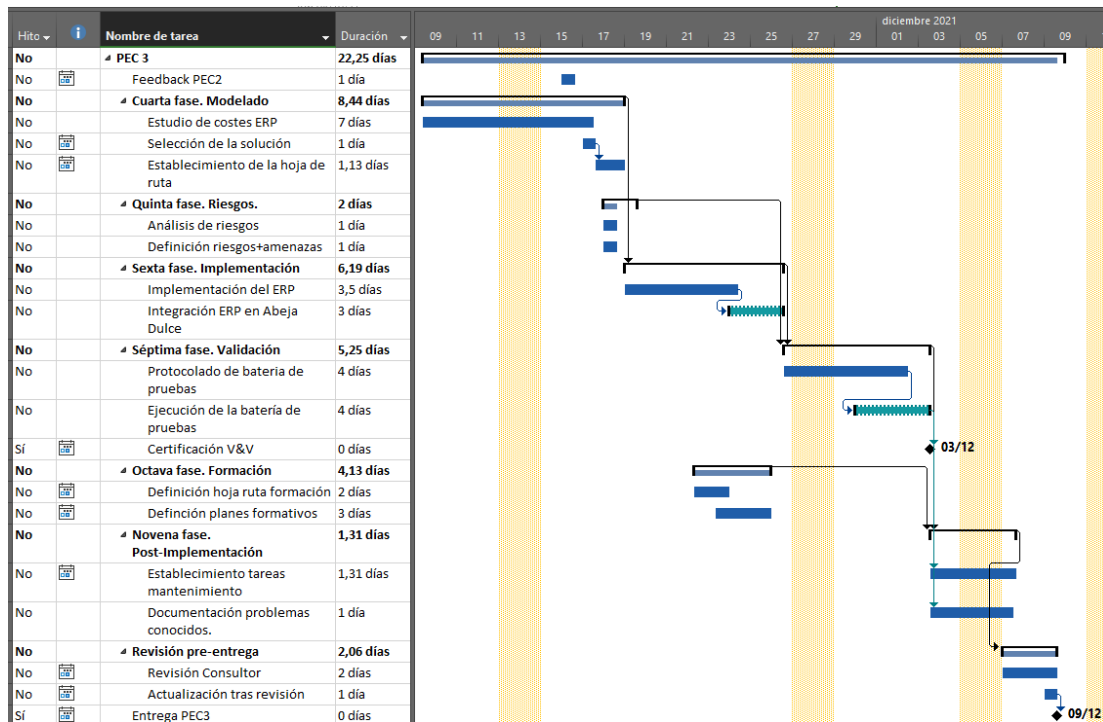 diciembre 2021
Hito Nombre de tarea Duración 09 11 13 15 17 19 21 23 25 27 29 01 03 05 07 09
No PEC 3 22,25 días
No Feedback PEC2 1 día
No Cuarta fase. Modelado 8,44 días
No Estudio de costes ERP 7 días
No Selección de la solución 1 día
No Establecimiento de la hoja de 1,13 días
ruta
No Quinta fase. Riesgos. 2 días
No Análisis de riesgos 1 día
No Definición riesgos+amenazas 1 día
No Sexta fase. Implementación 6,19 días
No Implementación del ERP 3,5 días
No Integración ERP en Abeja 3 días
Dulce
No Séptima fase. Validación 5,25 días
No Protocolado de bateria de 4 días
pruebas
No Ejecución de la batería de 4 días
pruebas
Sí Certificación V&V 0 días 03/12
No Octava fase. Formación 4,13 días
No Definición hoja ruta formación 2 días
No Definción planes formativos 3 días
No Novena fase. 1,31 días
Post-Implementación
No Establecimiento tareas 1,31 días
mantenimiento
No Documentación problemas 1 día
conocidos.
No Revisión pre-entrega 2,06 días
No Revisión Consultor 2 días
No Actualización tras revisión 1 día
Sí Entrega PEC3 0 días 09/12